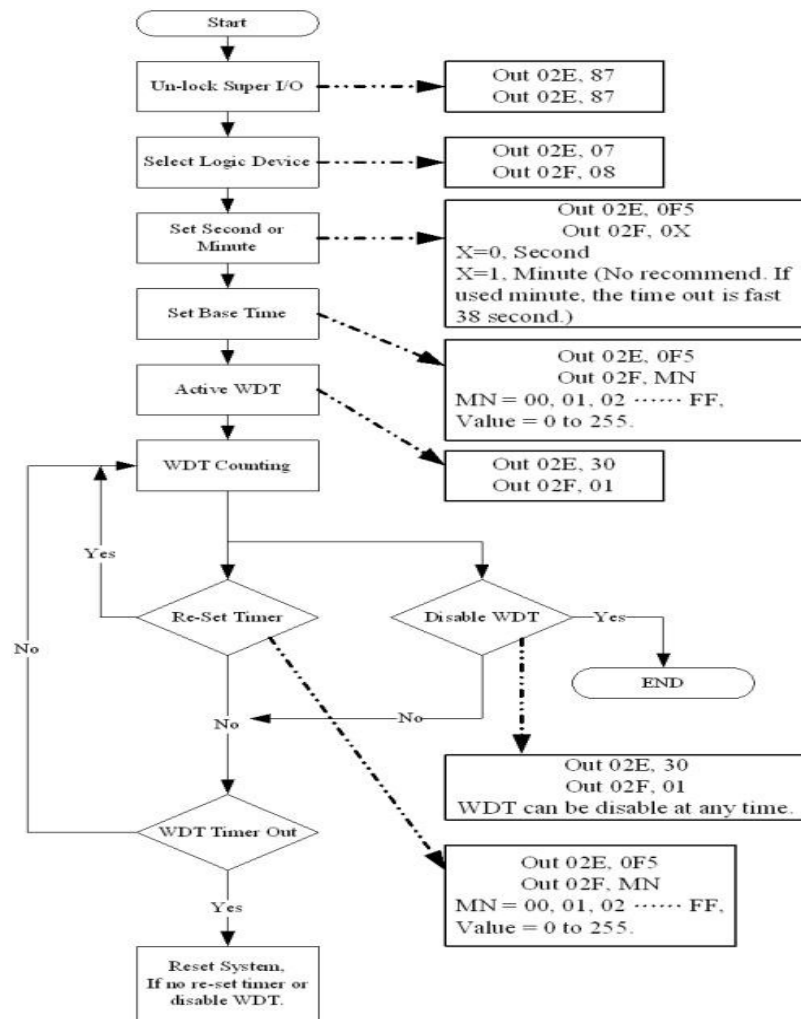 Start
Un-lock Super I/O
Out 02E, 87
Out 02E, 87
Select Logic Device
Out 02E, 07
Out 02F, 08
Set Second or
Minute
Out 02E, 0F5
Out 02F, 0X
X=0, Second
X=1, Minute (No recommend. If
used minute, the time out is fast
38 second.)
Set Base Time
Out 02E, 0F5
Out 02F, MN
MN = 00, 01, 02 ⋯⋯ FF,
Value = 0 to 255.
Active WDT
Out 02E, 30
Out 02F, 01
WDT Counting
Yes
Re-Set Timer
Disable WDT
Yes
No
END
No
No
Out 02E, 30
Out 02F, 01
WDT can be disable at any time.
WDT Timer Out
Out 02E, 0F5
Out 02F, MN
MN = 00, 01, 02 ⋯⋯ FF,
Value = 0 to 255.
Yes
Reset System,
If no re-set timer or
disable WDT.